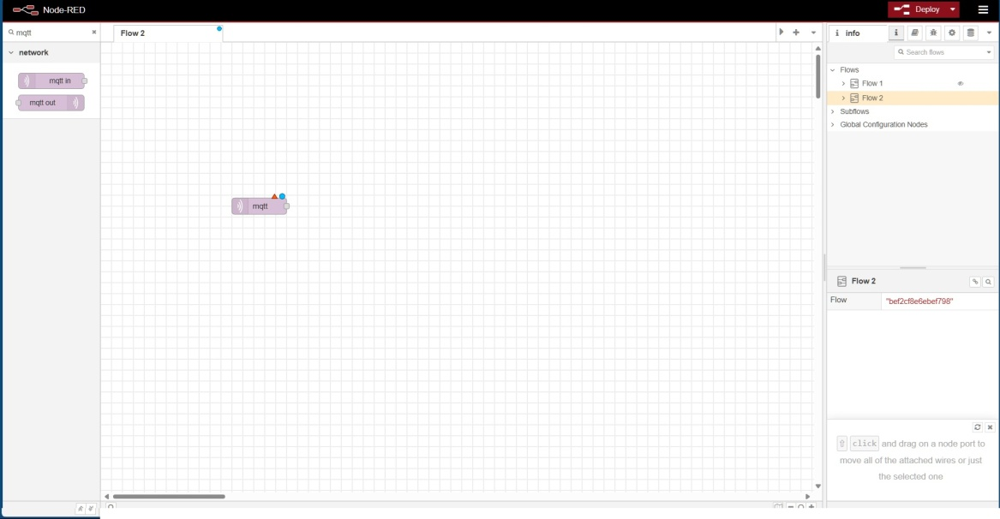 Node-RED
Deploy
mqtt
Flow 2
info
network
Search flows
mqtt in
mqtt out
Flows
Flow 1
Flow 2
Subflows
Global Configuration Nodes
mqtt
Flow 2
Flow "bef2cf8e6ebef798"
click and drag on a node port to
move all of the attached wires or just
the selected one